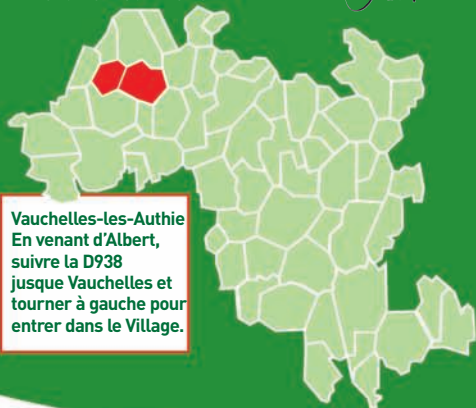 Vauchelles-les-Authie
En venant d'Albert,
suivre la D938
jusque Vauchelles et
tourner à gauche pour
entrer dans le Village.